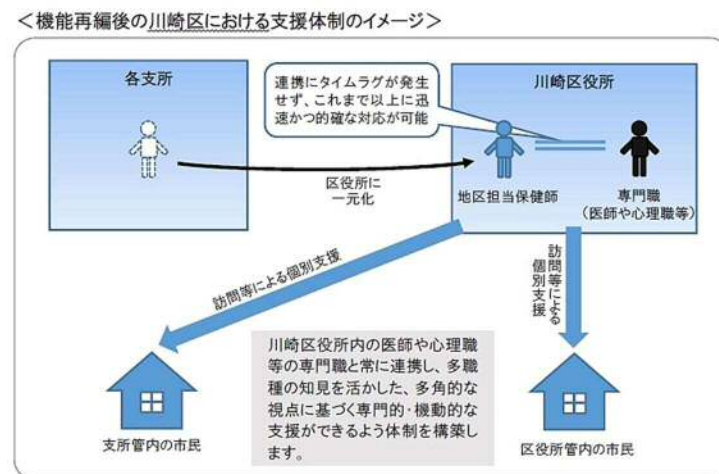 ＜機能再編後の川崎区における支援体制のイメージ＞
各支所
連携にタイムラグが発生
せず、これまで以上に迅
速かつ的確な対応が可能
川崎区役所
区役所に
一元化
地区担当保健師
専門職
（医師や心理職等）
訪問等による個別支援
訪問等による
個別支援
川崎区役所内の医師や心理職
等の専門職と常に連携し、多職
種の知見を活かした、多角的な
視点に基づく専門的・機動的な
支援ができるよう体制を構築し
ます。
支所管内の市民
区役所管内の市民